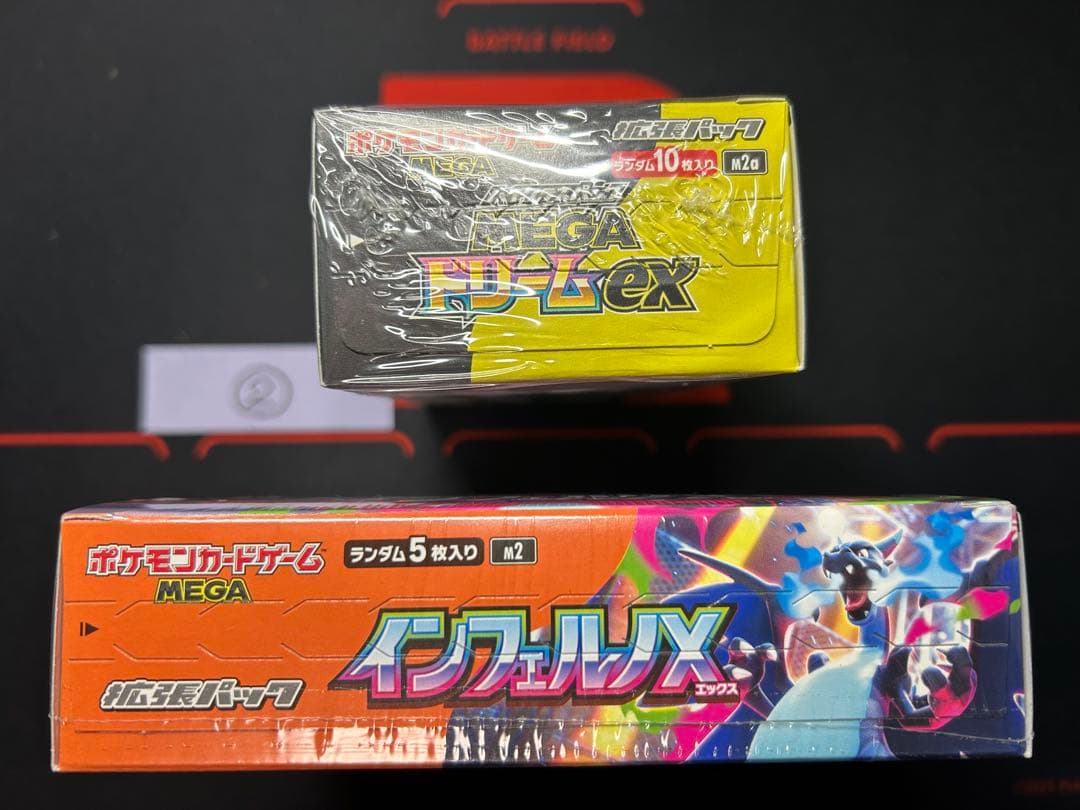 BATTLE FIELD
ポケモンカードゲーム
MEGA
拡張パック
ランダム10枚入り
M2a
MEGA
ドリームex
ポケモンカードゲーム
MEGA
ランダム5枚入り
M2
インフェルノX
エックス
拡張パック